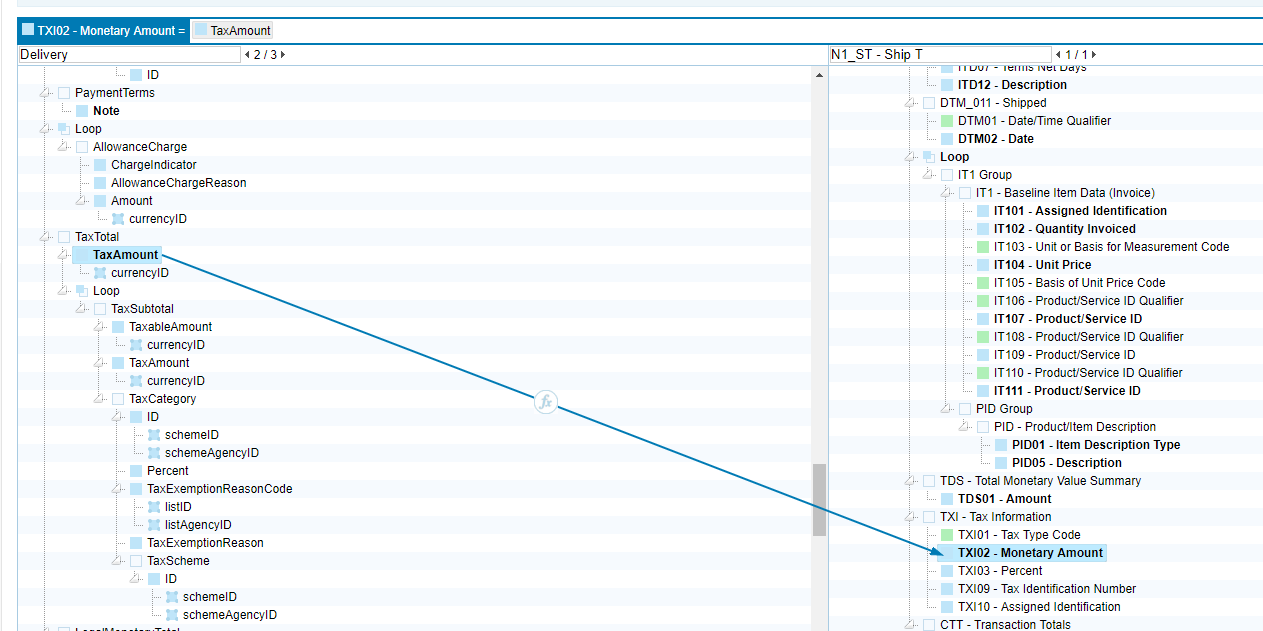 TXI02 - Monetary Amount = TaxAmount
Delivery
2 / 3
N1_ST - Ship T
1 / 1
ID
PaymentTerms
Note
Loop
AllowanceCharge
ChargeIndicator
AllowanceChargeReason
Amount
currencyID
TaxTotal
TaxAmount
currencyID
Loop
TaxSubtotal
TaxableAmount
currencyID
TaxAmount
currencyID
TaxCategory
ID
schemeID
schemeAgencyID
Percent
TaxExemptionReasonCode
listID
listAgencyID
TaxExemptionReason
TaxScheme
ID
schemeID
schemeAgencyID
LegalMonetaryTotal
fx
ITD07 - Terms Net Days
ITD12 - Description
DTM_011 - Shipped
DTM01 - Date/Time Qualifier
DTM02 - Date
Loop
IT1 Group
IT1 - Baseline Item Data (Invoice)
IT101 - Assigned Identification
IT102 - Quantity Invoiced
IT103 - Unit or Basis for Measurement Code
IT104 - Unit Price
IT105 - Basis of Unit Price Code
IT106 - Product/Service ID Qualifier
IT107 - Product/Service ID
IT108 - Product/Service ID Qualifier
IT109 - Product/Service ID
IT110 - Product/Service ID Qualifier
IT111 - Product/Service ID
PID Group
PID - Product/Item Description
PID01 - Item Description Type
PID05 - Description
TDS - Total Monetary Value Summary
TDS01 - Amount
TXI - Tax Information
TXI01 - Tax Type Code
TXI02 - Monetary Amount
TXI03 - Percent
TXI09 - Tax Identification Number
TXI10 - Assigned Identification
CTT - Transaction Totals